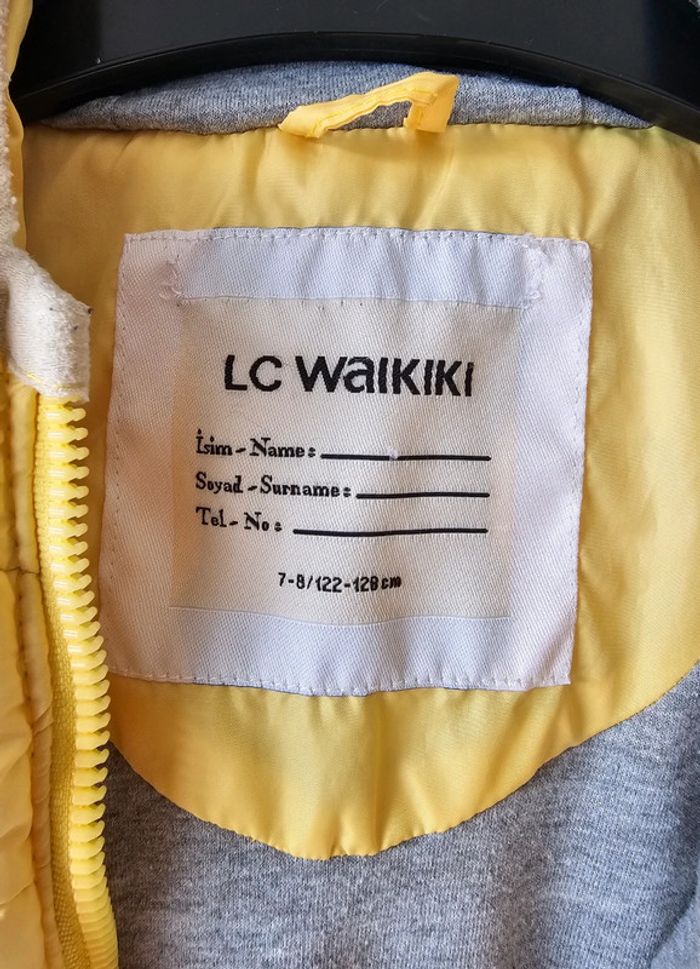 LC WAIKIKI
İsim - Name:
Soyad - Surname:
Tel - No:
7-8/122-128 cm